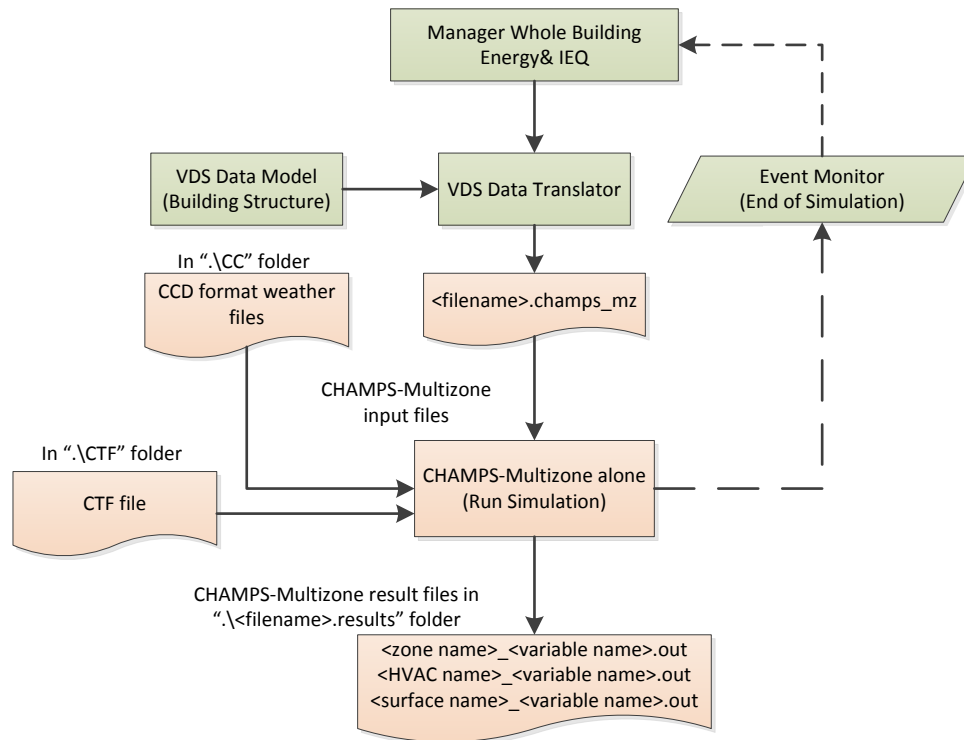 Manager Whole Building
Energy& IEQ
VDS Data Model
(Building Structure)
VDS Data Translator
Event Monitor
(End of Simulation)
In ".\CC" folder
CCD format weather
files
<filename>.champs_mz
CHAMPS-Multizone
input files
In ".\CTF" folder
CTF file
CHAMPS-Multizone alone
(Run Simulation)
CHAMPS-Multizone result files in
".\<filename>.results" folder
<zone name>_<variable name>.out
<HVAC name>_<variable name>.out
<surface name>_<variable name>.out